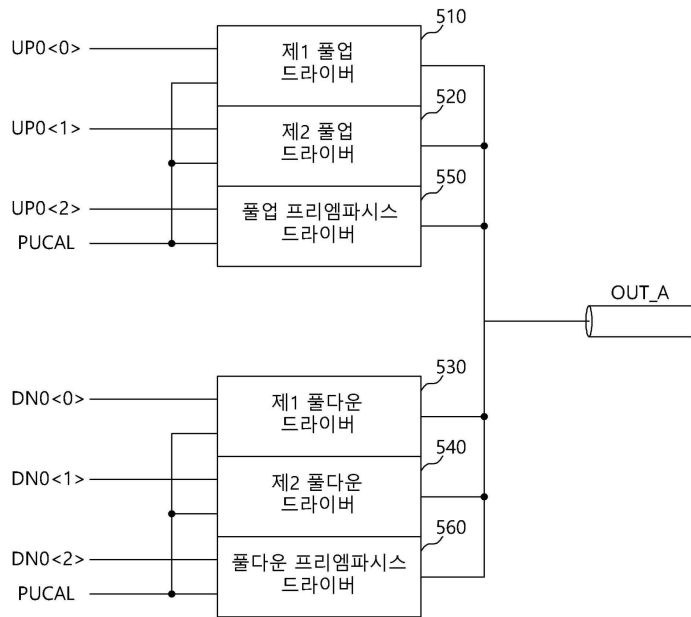 510
UP0<0>
제1 풀업
드라이버
520
UP0<1>
제2 풀업
드라이버
550
UP0<2>
풀업 프리엠파시스
드라이버
PUCAL
OUT_A
530
DN0<0>
제1 풀다운
드라이버
540
DN0<1>
제2 풀다운
드라이버
560
DN0<2>
풀다운 프리엠파시스
드라이버
PUCAL